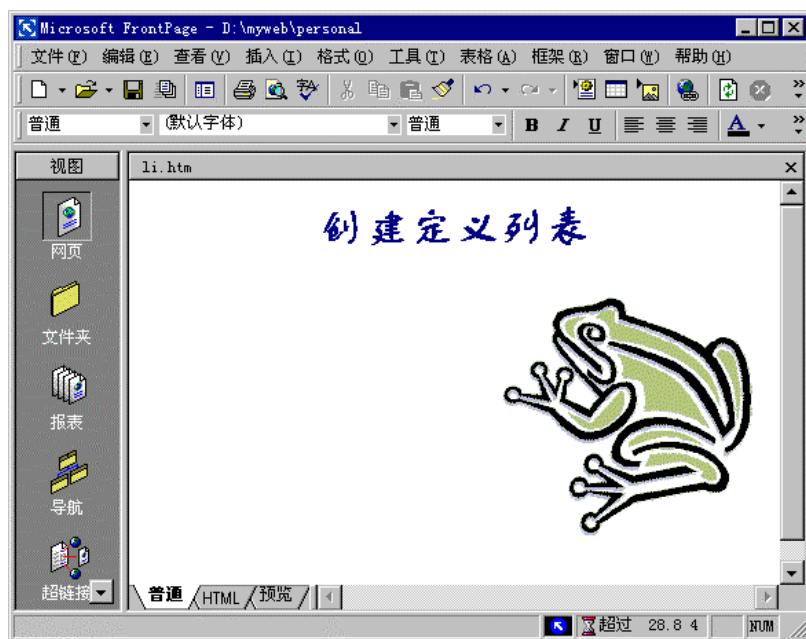 Microsoft FrontPage - D:\myweb\personal
文件(F) 编辑(E) 查看(V) 插入(I) 格式(O) 工具(T) 表格(A) 框架(R) 窗口(W) 帮助(H)
普通 (默认字体) 普通 B I U A
视图 li.htm
创建定义列表
网页
文件夹
报表
导航
超链接
普通 HTML 预览
超过 28.8 4 NUM